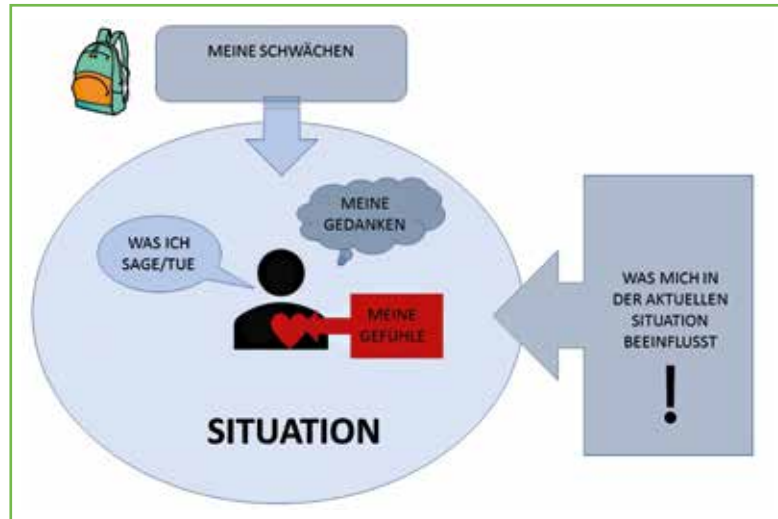 MEINE SCHWÄCHEN
MEINE
GEDANKEN
WAS ICH
SAGE/TUE
MEINE
GEFÜHLE
WAS MICH IN
DER AKTUELLEN
SITUATION
BEEINFLUSST
!
SITUATION